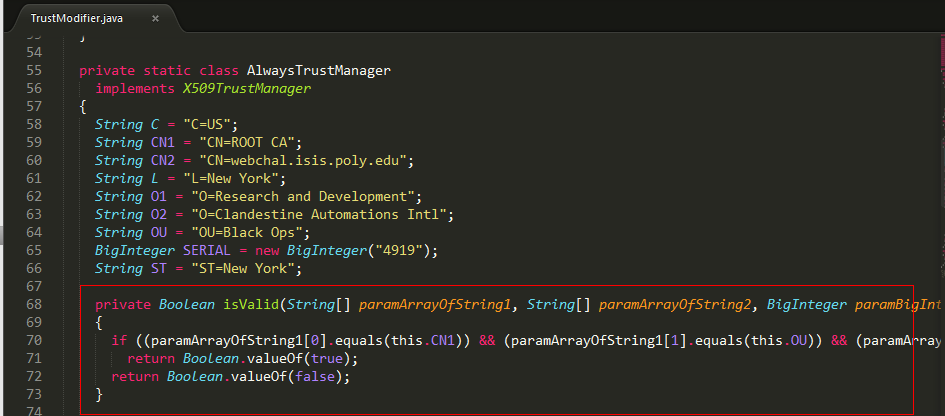 TrustModifier.java ×
53 }
54
55 private static class AlwaysTrustManager
56 implements X509TrustManager
57 {
58 String C = "C=US";
59 String CN1 = "CN=ROOT CA";
60 String CN2 = "CN=webchal.isis.poly.edu";
61 String L = "L=New York";
62 String O1 = "O=Research and Development";
63 String O2 = "O=Clandestine Automations Intl";
64 String OU = "OU=Black Ops";
65 BigInteger SERIAL = new BigInteger("4919");
66 String ST = "ST=New York";
67
68 private Boolean isValid(String[] paramArrayOfString1, String[] paramArrayOfString2, BigInteger paramBigInt
69 {
70 if ((paramArrayOfString1[0].equals(this.CN1)) && (paramArrayOfString1[1].equals(this.OU)) && (paramArray
71 return Boolean.valueOf(true);
72 return Boolean.valueOf(false);
73 }
74